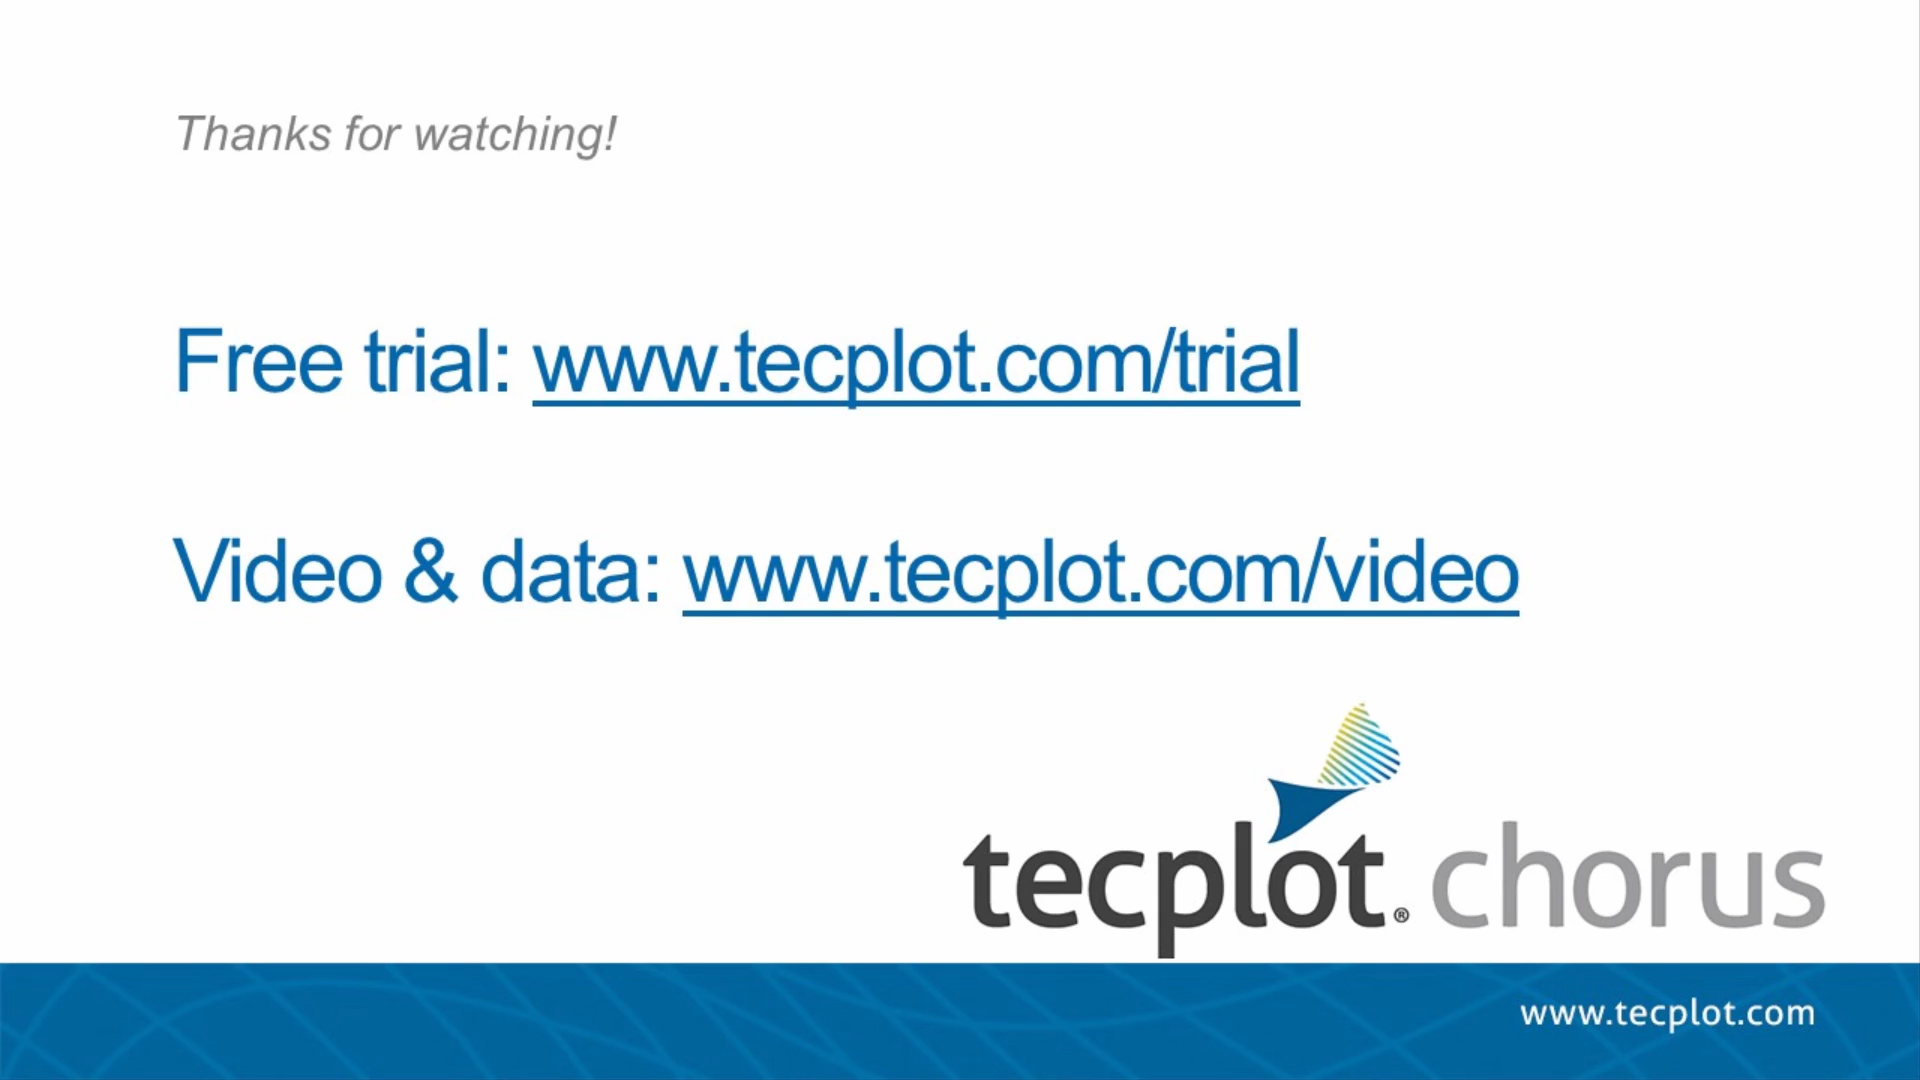 Thanks for watching!
Free trial: www.tecplot.com/trial
Video & data: www.tecplot.com/video
tecplot® chorus
www.tecplot.com